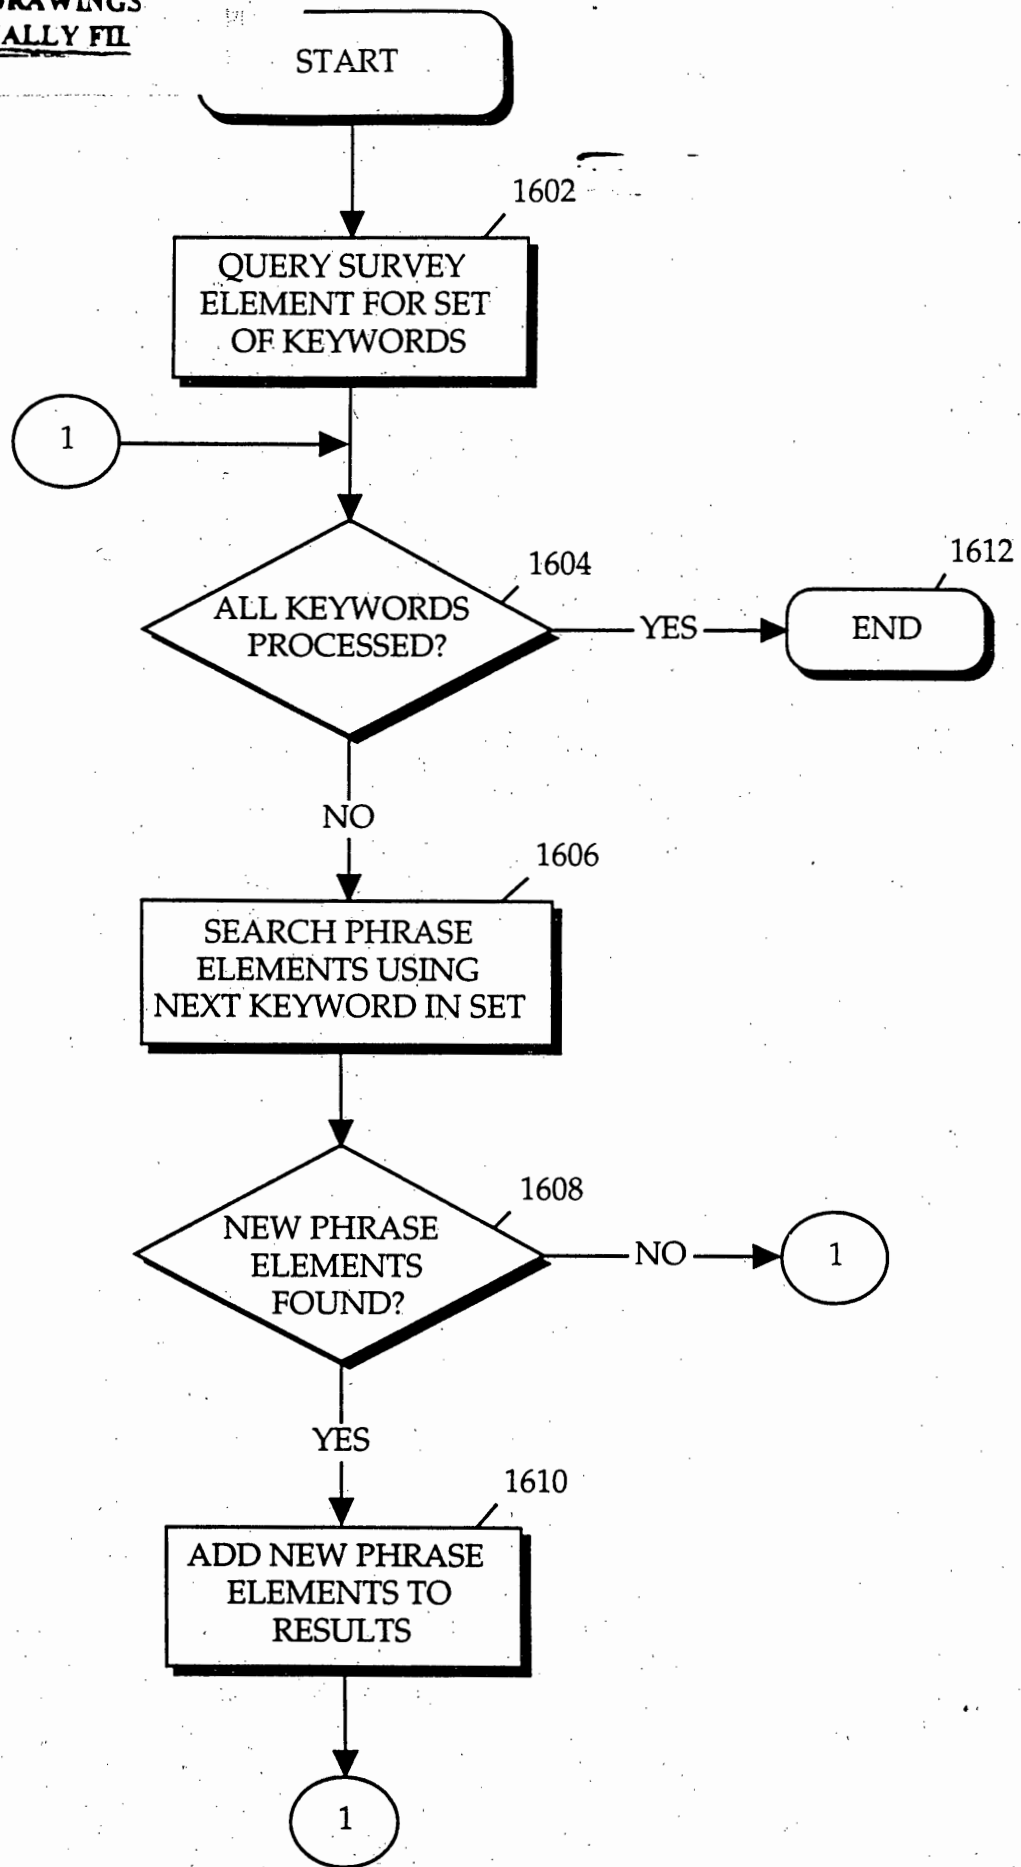 START
1602
QUERY SURVEY
ELEMENT FOR SET
OF KEYWORDS
1
1604
ALL KEYWORDS
PROCESSED?
YES
1612
END
NO
1606
SEARCH PHRASE
ELEMENTS USING
NEXT KEYWORD IN SET
1608
NEW PHRASE
ELEMENTS
FOUND?
NO
1
YES
1610
ADD NEW PHRASE
ELEMENTS TO
RESULTS
1